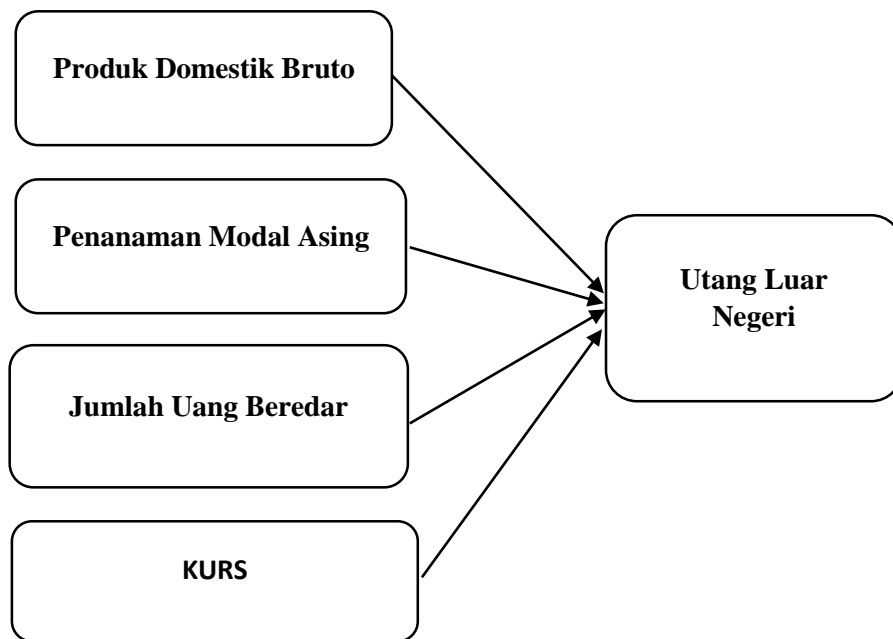 Produk Domestik Bruto
Penanaman Modal Asing
Jumlah Uang Beredar
KURS
Utang Luar
Negeri